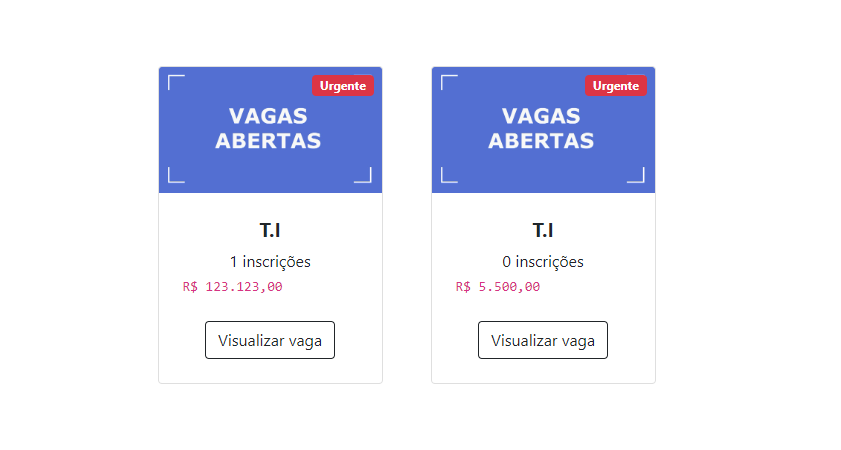 Urgente
VAGAS
ABERTAS
T.I
1 inscrições
R$ 123.123,00
Visualizar vaga
Urgente
VAGAS
ABERTAS
T.I
0 inscrições
R$ 5.500,00
Visualizar vaga